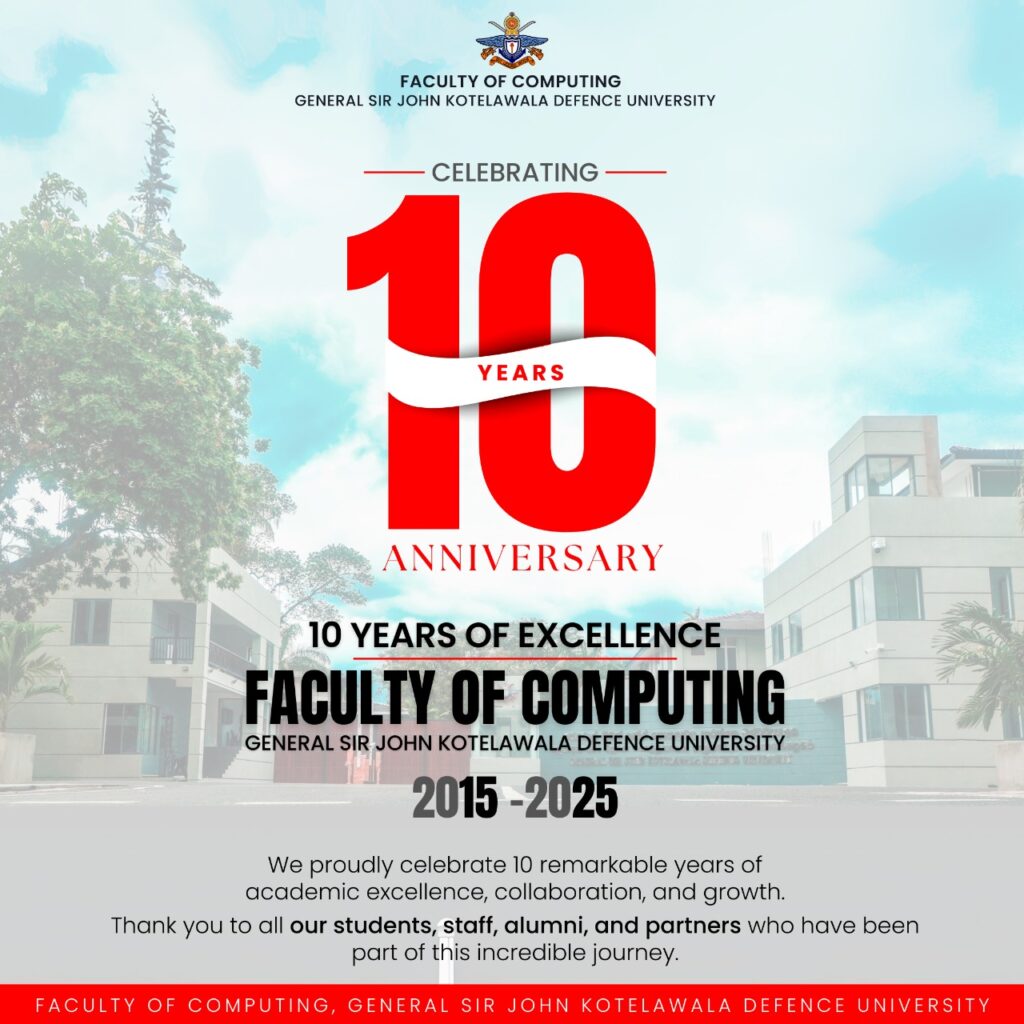 FACULTY OF COMPUTING
GENERAL SIR JOHN KOTELAWALA DEFENCE UNIVERSITY
CELEBRATING
10
YEARS
ANNIVERSARY
10 YEARS OF EXCELLENCE
FACULTY OF COMPUTING
GENERAL SIR JOHN KOTELAWALA DEFENCE UNIVERSITY
2015 -2025
We proudly celebrate 10 remarkable years of
academic excellence, collaboration, and growth.
Thank you to all our students, staff, alumni, and partners who have been
part of this incredible journey.
FACULTY OF COMPUTING, GENERAL SIR JOHN KOTELAWALA DEFENCE UNIVERSITY